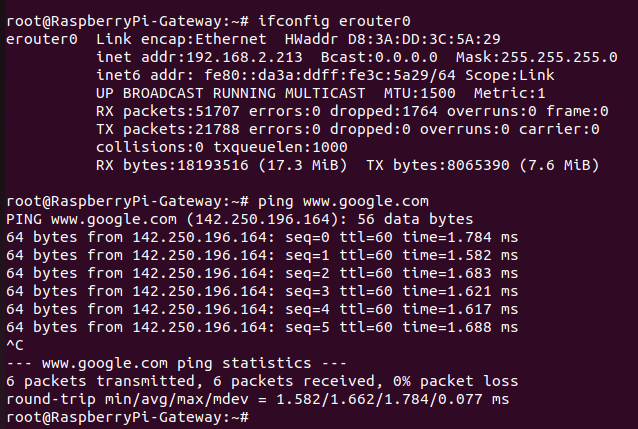 root@RaspberryPi-Gateway:~# ifconfig erouter0
erouter0  Link encap:Ethernet  HWaddr D8:3A:DD:3C:5A:29
          inet addr:192.168.2.213  Bcast:0.0.0.0  Mask:255.255.255.0
          inet6 addr: fe80::da3a:ddff:fe3c:5a29/64 Scope:Link
          UP BROADCAST RUNNING MULTICAST  MTU:1500  Metric:1
          RX packets:51707 errors:0 dropped:1764 overruns:0 frame:0
          TX packets:21788 errors:0 dropped:0 overruns:0 carrier:0
          collisions:0 txqueuelen:1000
          RX bytes:18193516 (17.3 MiB)  TX bytes:8065390 (7.6 MiB)

root@RaspberryPi-Gateway:~# ping www.google.com
PING www.google.com (142.250.196.164): 56 data bytes
64 bytes from 142.250.196.164: seq=0 ttl=60 time=1.784 ms
64 bytes from 142.250.196.164: seq=1 ttl=60 time=1.582 ms
64 bytes from 142.250.196.164: seq=2 ttl=60 time=1.683 ms
64 bytes from 142.250.196.164: seq=3 ttl=60 time=1.621 ms
64 bytes from 142.250.196.164: seq=4 ttl=60 time=1.617 ms
64 bytes from 142.250.196.164: seq=5 ttl=60 time=1.688 ms
^C
--- www.google.com ping statistics ---
6 packets transmitted, 6 packets received, 0% packet loss
round-trip min/avg/max/mdev = 1.582/1.662/1.784/0.077 ms
root@RaspberryPi-Gateway:~#